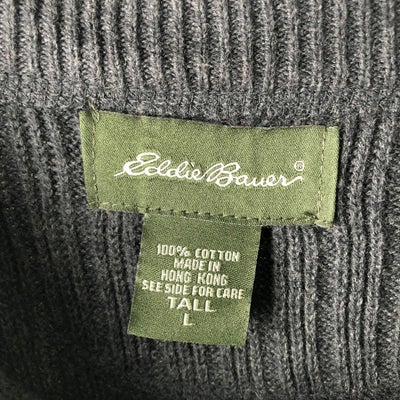 Eddie Bauer®
100% COTTON
MADE IN
HONG KONG
SEE SIDE FOR CARE
TALL
L